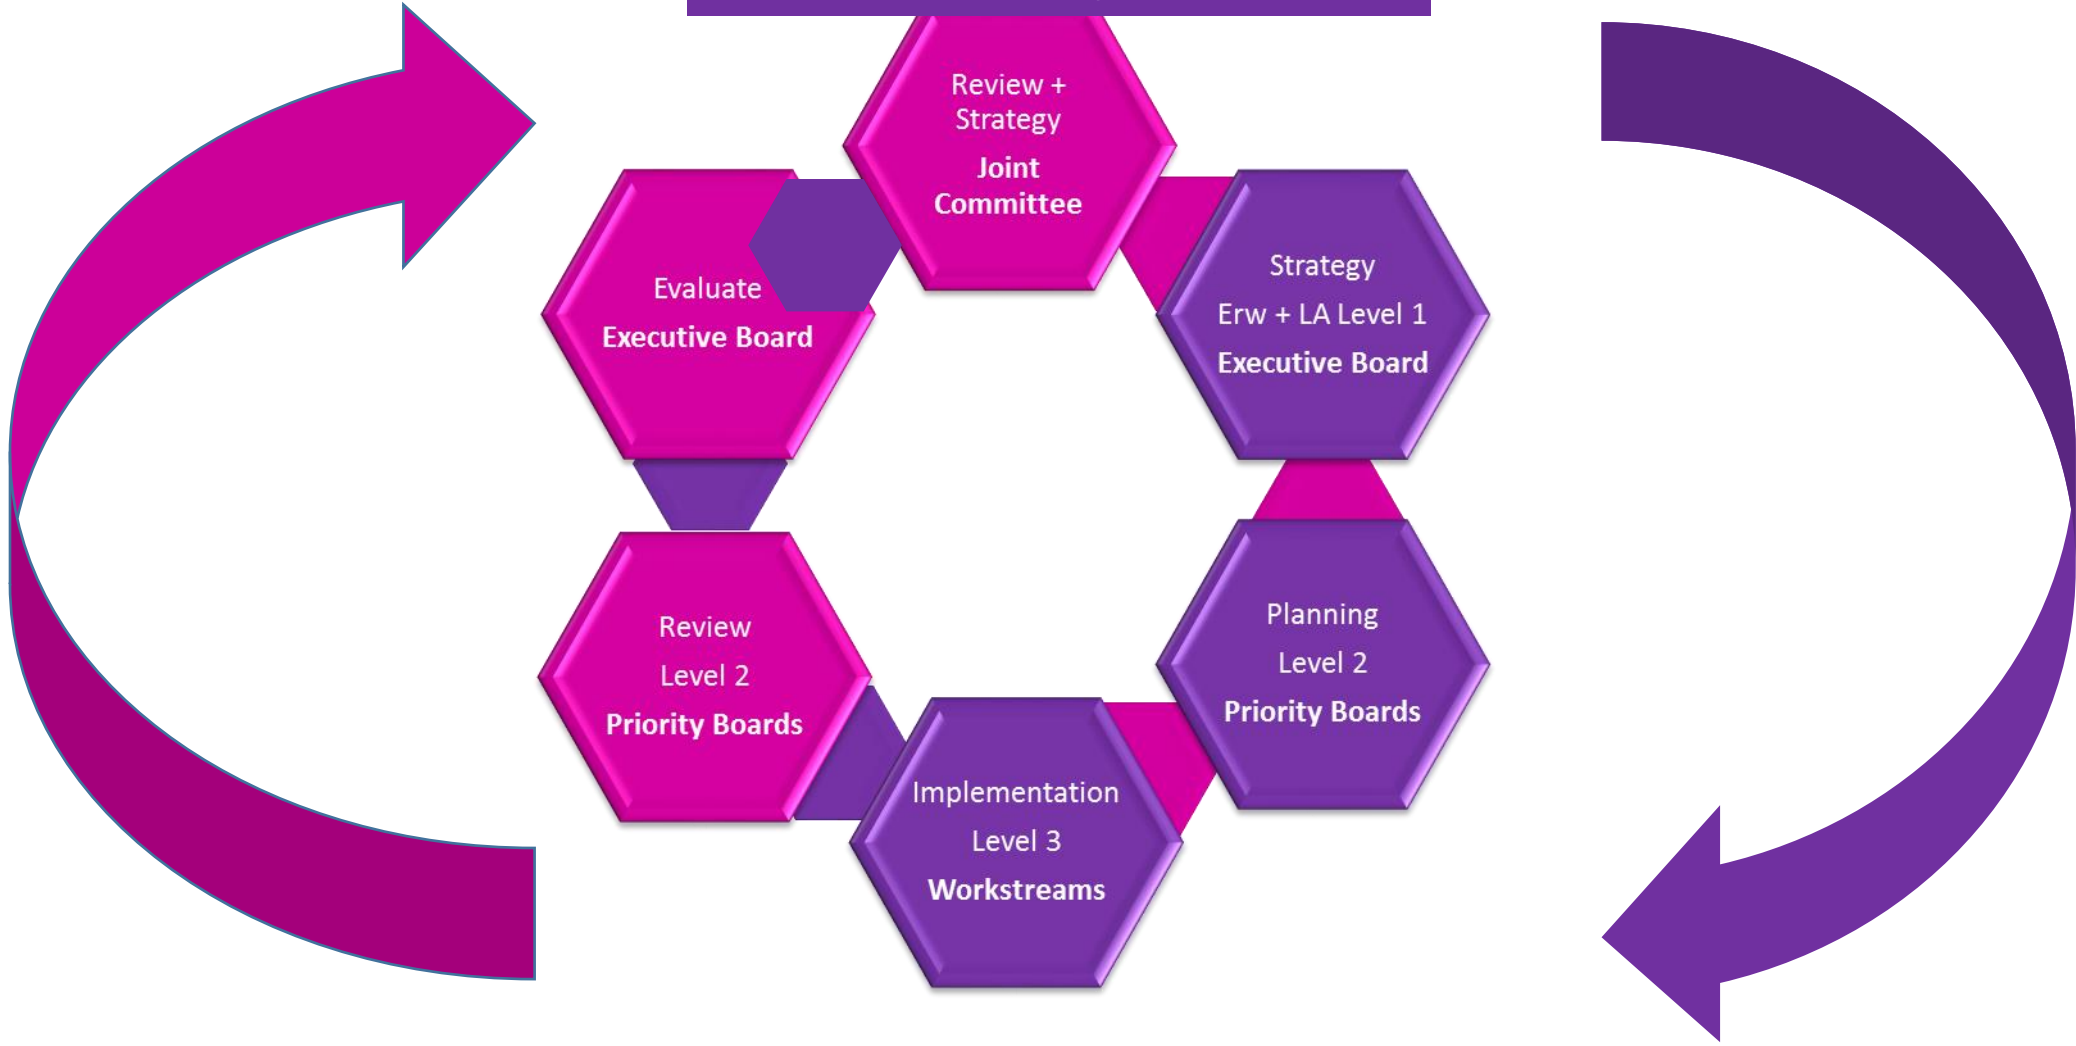 Review +
Strategy
Joint
Committee
Strategy
Erw + LA Level 1
Executive Board
Planning
Level 2
Priority Boards
Implementation
Level 3
Workstreams
Review
Level 2
Priority Boards
Evaluate
Executive Board